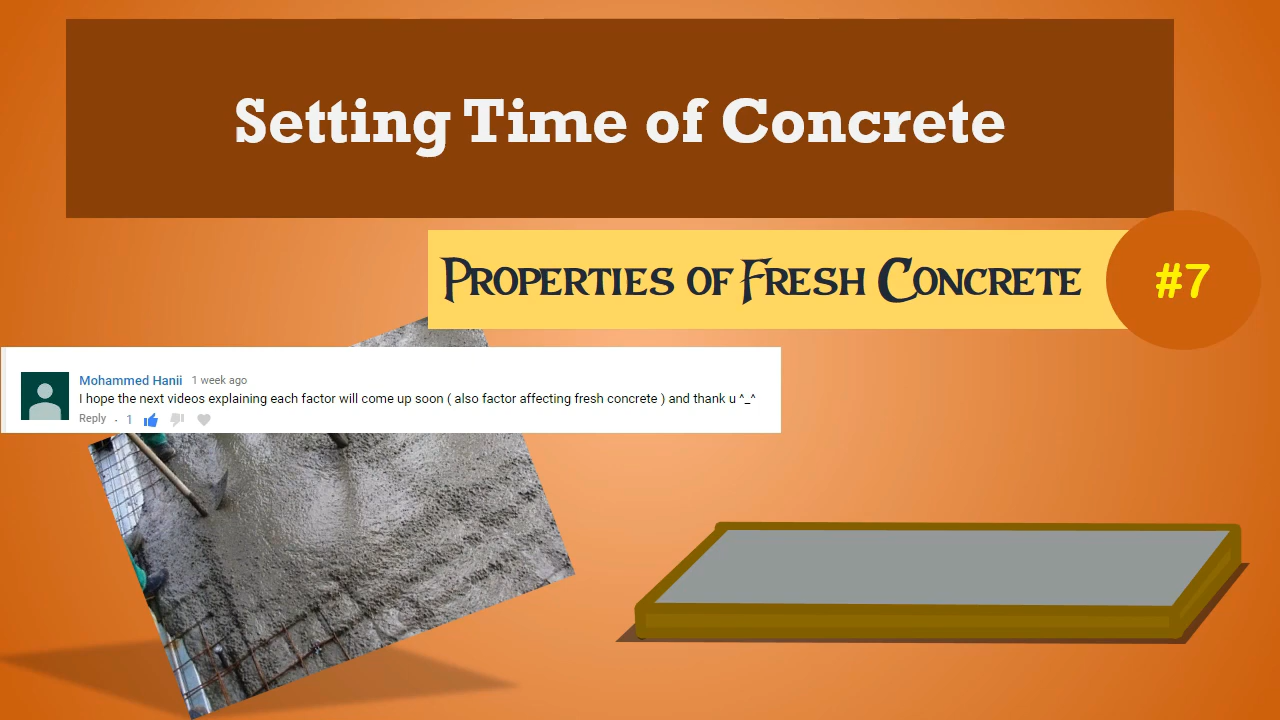 Setting Time of Concrete
Properties of Fresh Concrete
#7
Mohammed Hanii 1 week ago
I hope the next videos explaining each factor will come up soon ( also factor affecting fresh concrete ) and thank u ^_^
Reply . 1